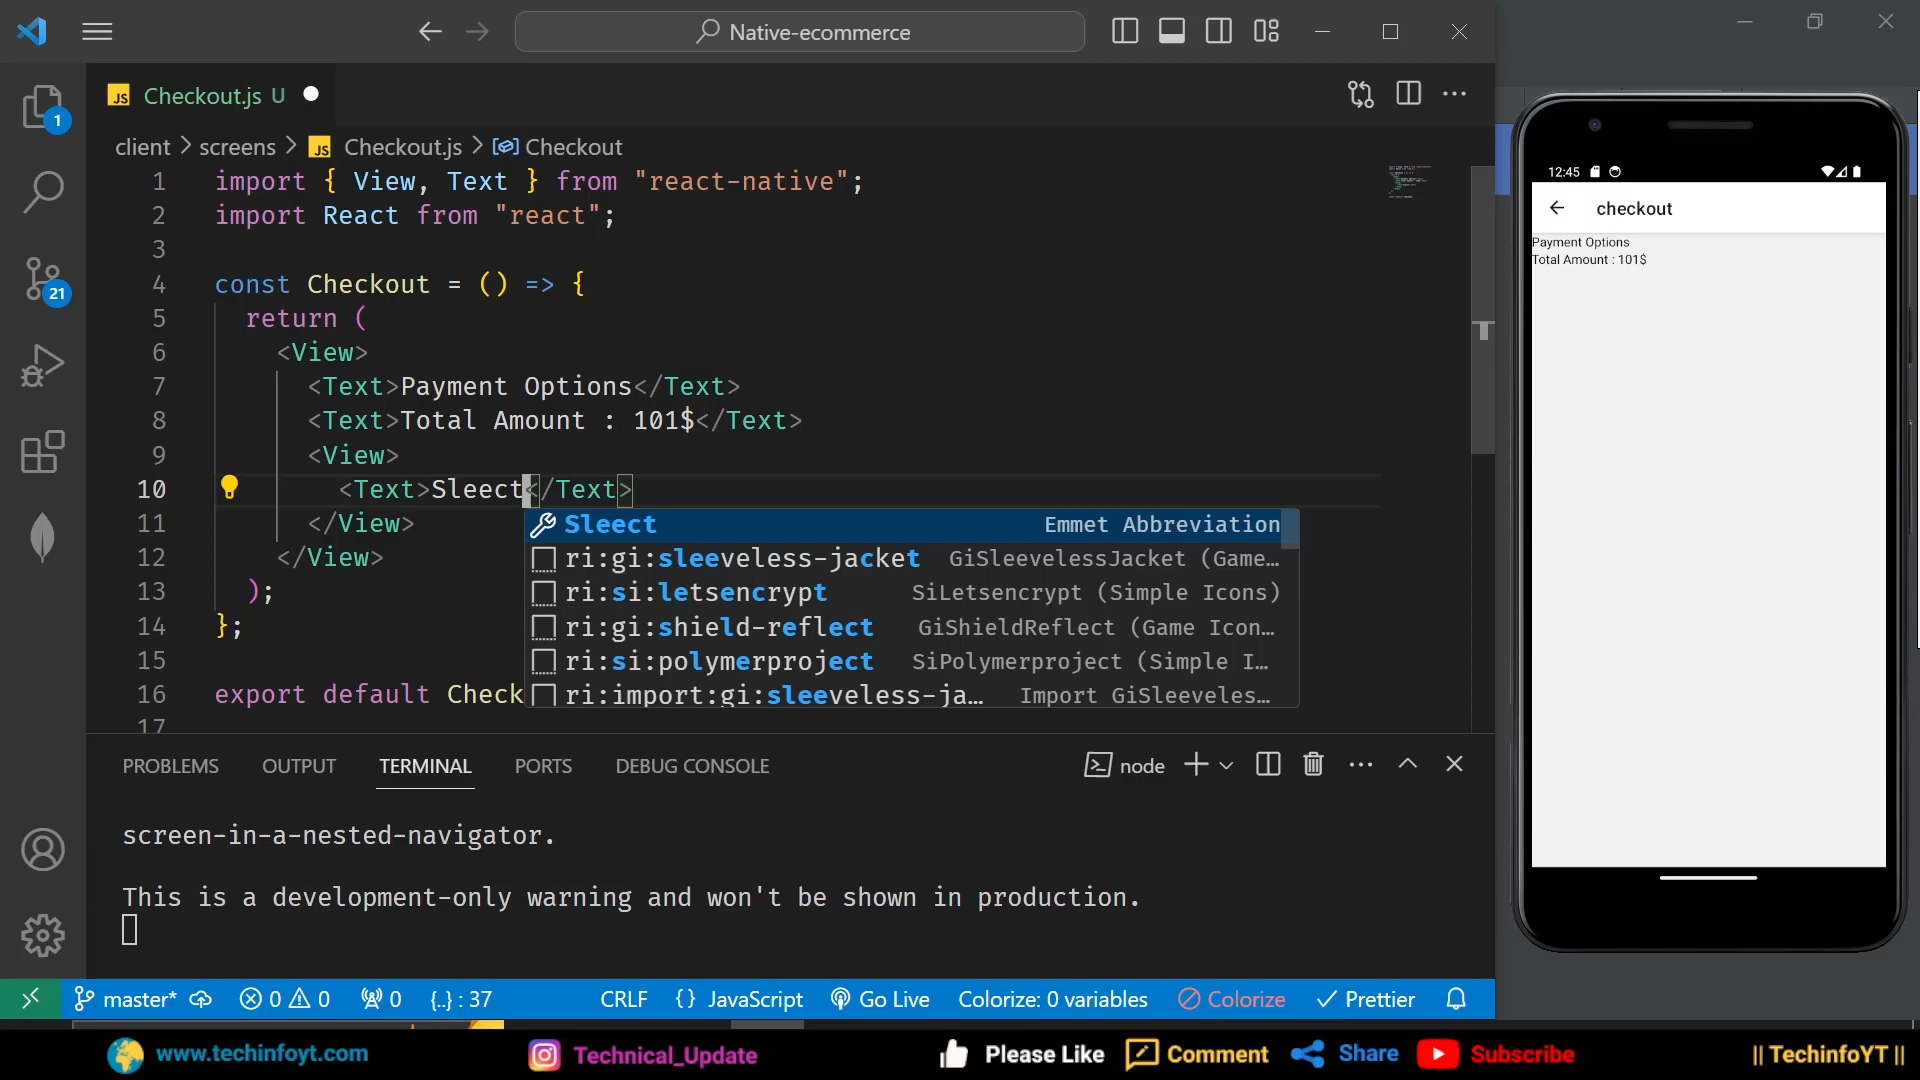 Native-ecommerce
JS Checkout.js U
client > screens > JS Checkout.js > Checkout
1 import { View, Text } from "react-native";
2 import React from "react";
3
4 const Checkout = () => {
5 return (
6 <View>
7 <Text>Payment Options</Text>
8 <Text>Total Amount : 101$</Text>
9 <View>
10 <Text>Sleect</Text>
11 </View>
12 </View>
13 );
14 };
15
16 export default Check
17
Sleect Emmet Abbreviation
ri:gi:sleeveless-jacket GiSleevelessJacket (Game…
ri:si:letsencrypt SiLetsencrypt (Simple Icons)
ri:gi:shield-reflect GiShieldReflect (Game Icon…
ri:si:polymerproject SiPolymerproject (Simple I…
ri:import:gi:sleeveless-ja… Import GiSleeveles…
1
21
PROBLEMS OUTPUT TERMINAL PORTS DEBUG CONSOLE node
screen-in-a-nested-navigator.
This is a development-only warning and won't be shown in production.
master* 0 0 0 {..} : 37 CRLF {} JavaScript Go Live Colorize: 0 variables Colorize Prettier
12:45
checkout
Payment Options
Total Amount : 101$
www.techinfoyt.com Technical_Update Please Like Comment Share Subscribe || TechinfoYT ||